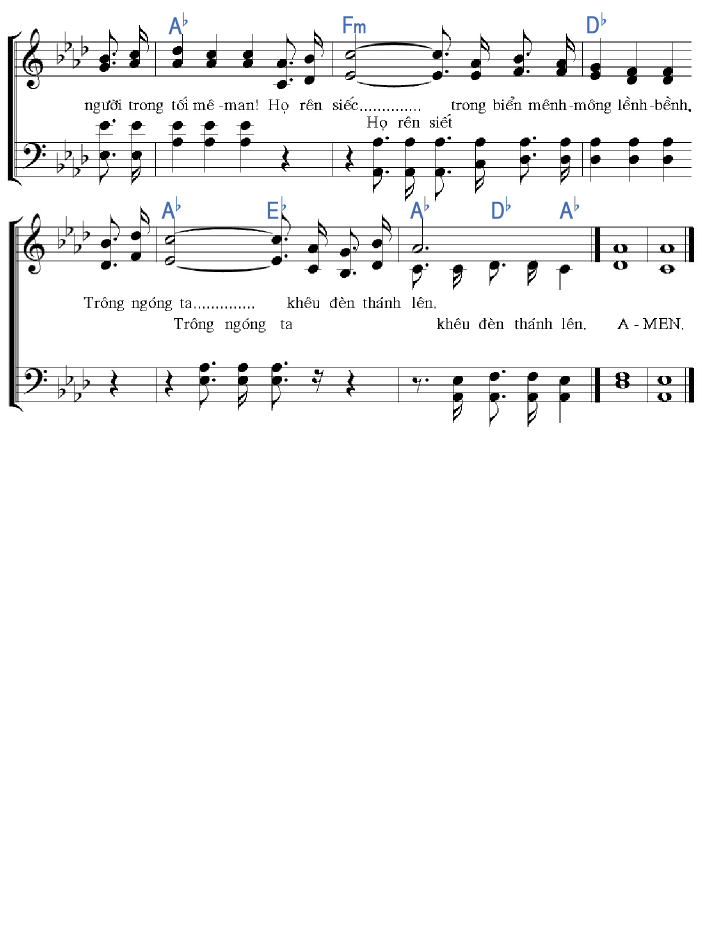 A♭ Fm D♭
người trong tối mê-man! Họ rên siếc.............. trong biển mênh-mông lềnh-bềnh.
Họ rên siết
A♭ E♭ A♭ D♭ A♭
Trông ngóng ta.............. khêu đèn thánh lên.
Trông ngóng ta khêu đèn thánh lên. A-MEN.